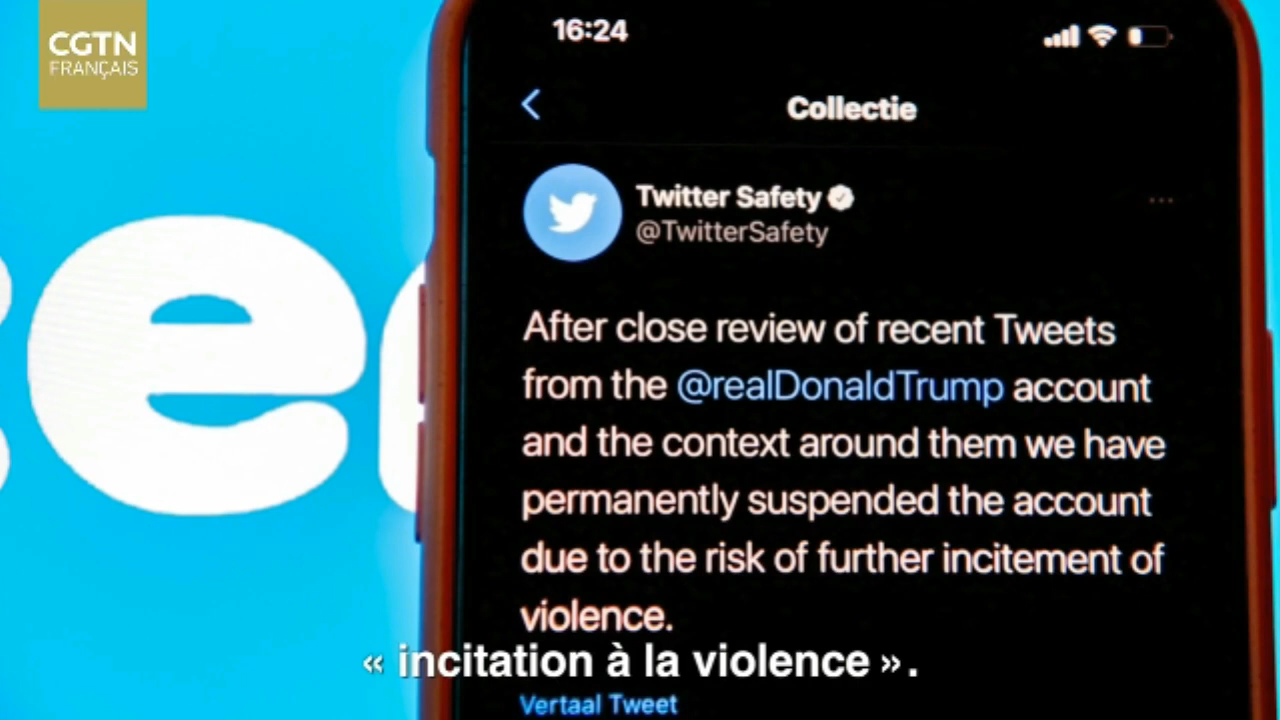 CGTN
FRANÇAIS
16:24
Collectie
Twitter Safety
@TwitterSafety
After close review of recent Tweets
from the @realDonaldTrump account
and the context around them we have
permanently suspended the account
due to the risk of further incitement of
violence.
« incitation à la violence ».
Vertaal Tweet